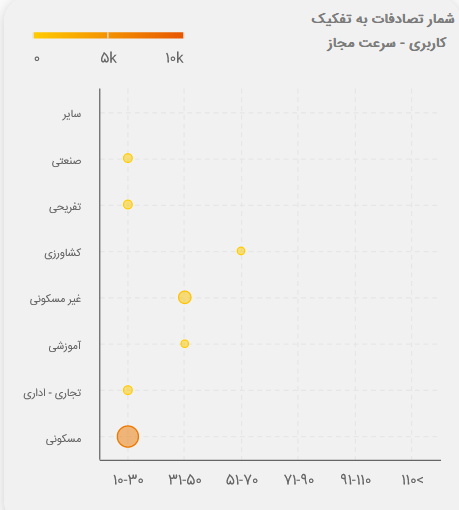 شمار تصادفات به تفکیک
کاربری - سرعت مجاز
۰ ۵k ۱۰k
سایر
صنعتی
تفریحی
کشاورزی
غیر مسکونی
آموزشی
تجاری - اداری
مسکونی
۱۰-۳۰ ۳۱-۵۰ ۵۱-۷۰ ۷۱-۹۰ ۹۱-۱۱۰ ۱۱۰<